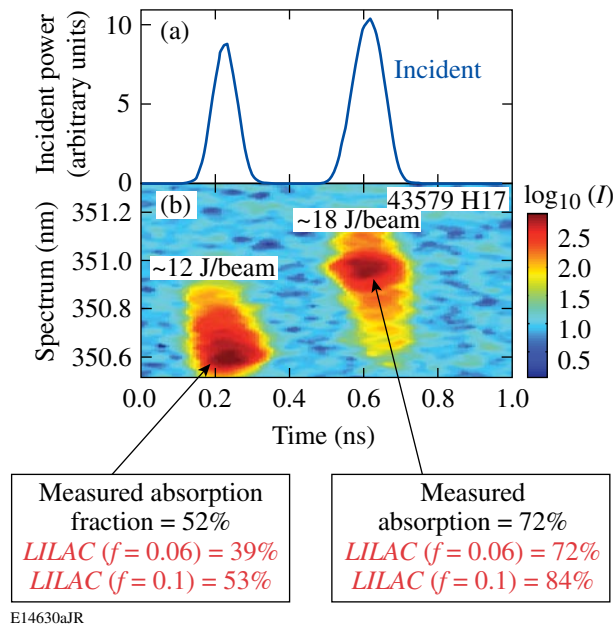 (a)
Incident power
(arbitrary units)
10
5
0
Incident
(b)
43579 H17
~18 J/beam
~12 J/beam
Spectrum (nm)
351.2
351.0
350.8
350.6
0.0 0.2 0.4 0.6 0.8 1.0
Time (ns)
log10 (I)
2.5
2.0
1.5
1.0
0.5
Measured absorption
fraction = 52%
LILAC (f = 0.06) = 39%
LILAC (f = 0.1) = 53%
Measured
absorption = 72%
LILAC (f = 0.06) = 72%
LILAC (f = 0.1) = 84%
E14630aJR